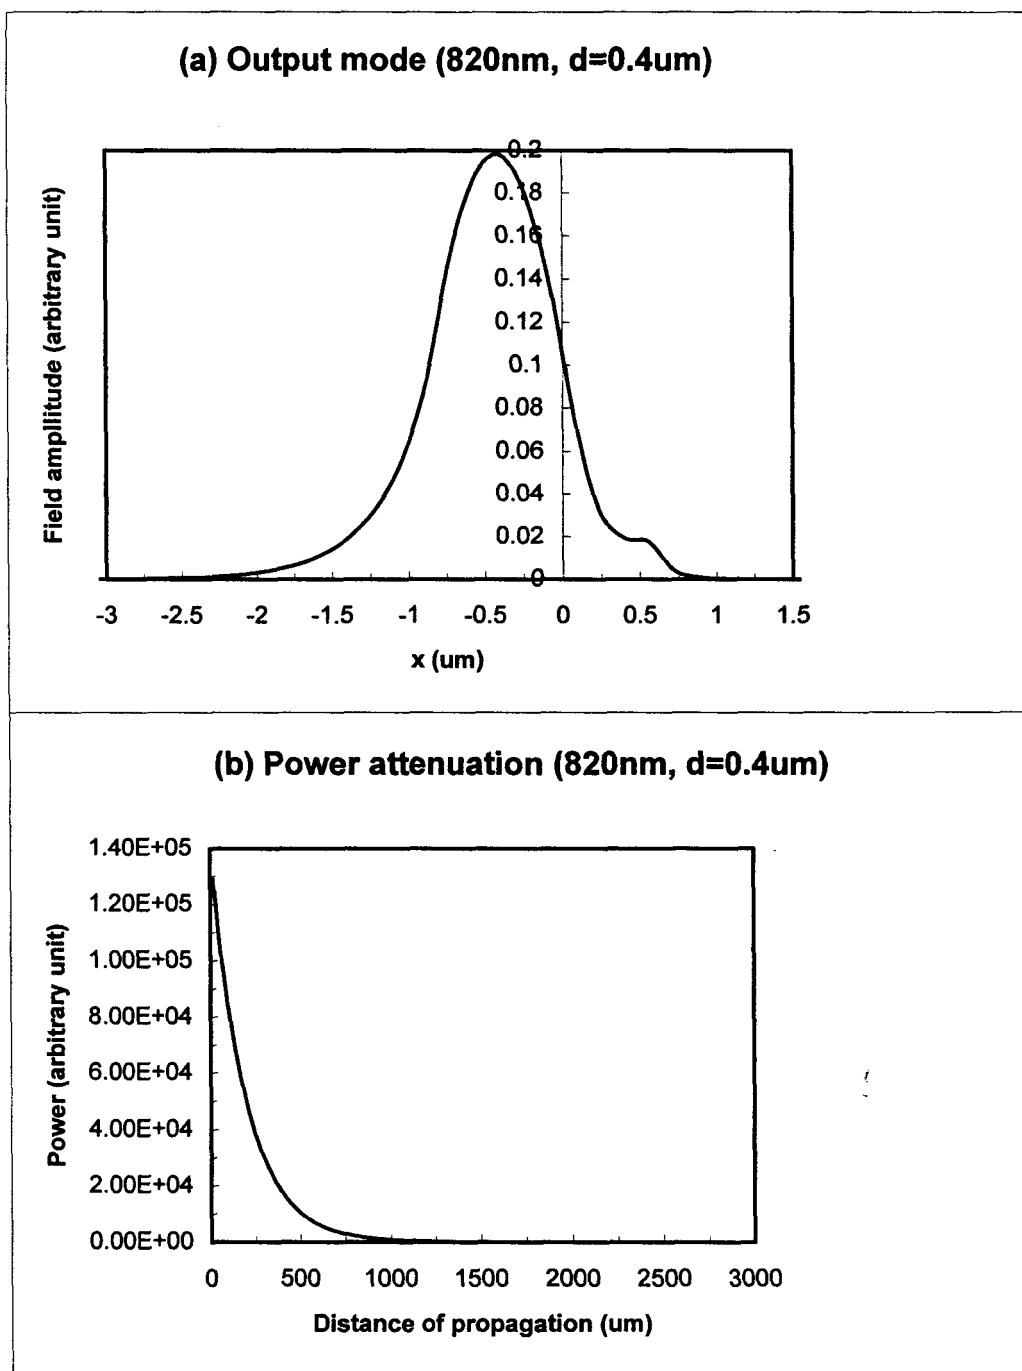 (a) Output mode (820nm, d=0.4um)
Field ampllitude (arbitrary unit)
0.2
0.18
0.16
0.14
0.12
0.1
0.08
0.06
0.04
0.02
0
-3 -2.5 -2 -1.5 -1 -0.5 0 0.5 1 1.5
x (um)
(b) Power attenuation (820nm, d=0.4um)
Power (arbitrary unit)
1.40E+05
1.20E+05
1.00E+05
8.00E+04
6.00E+04
4.00E+04
2.00E+04
0.00E+00
0 500 1000 1500 2000 2500 3000
Distance of propagation (um)